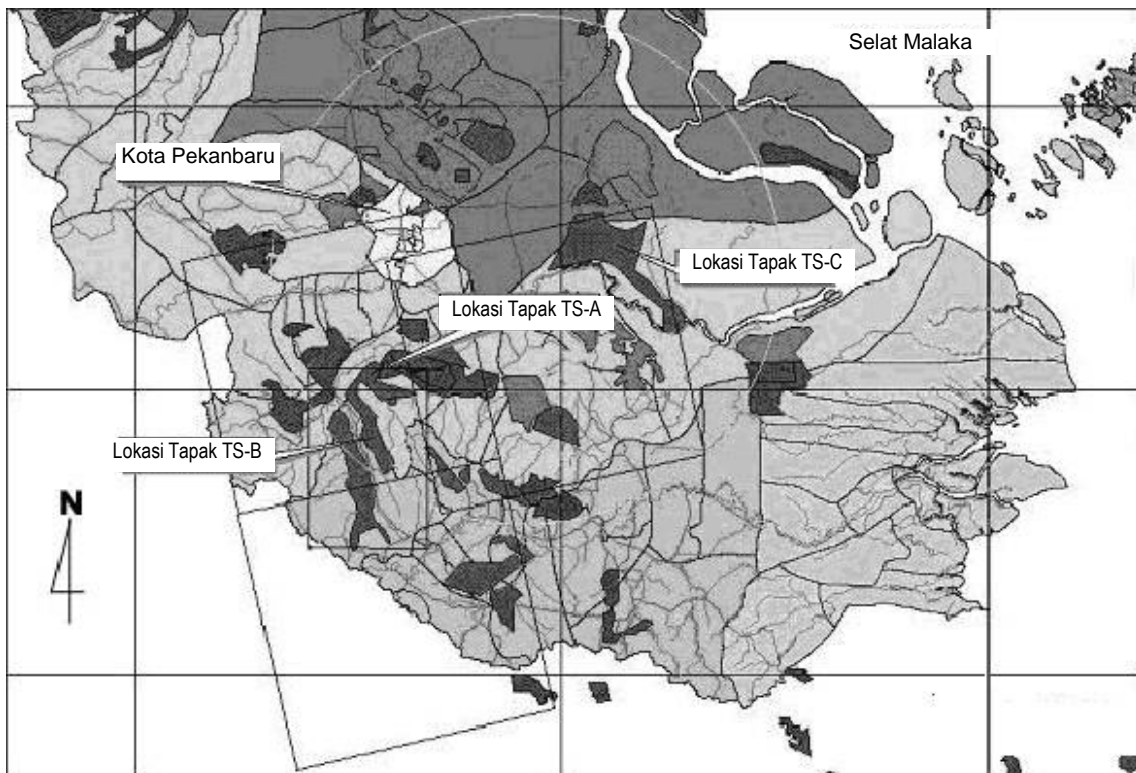 Selat Malaka
Kota Pekanbaru
Lokasi Tapak TS-C
Lokasi Tapak TS-A
Lokasi Tapak TS-B
N